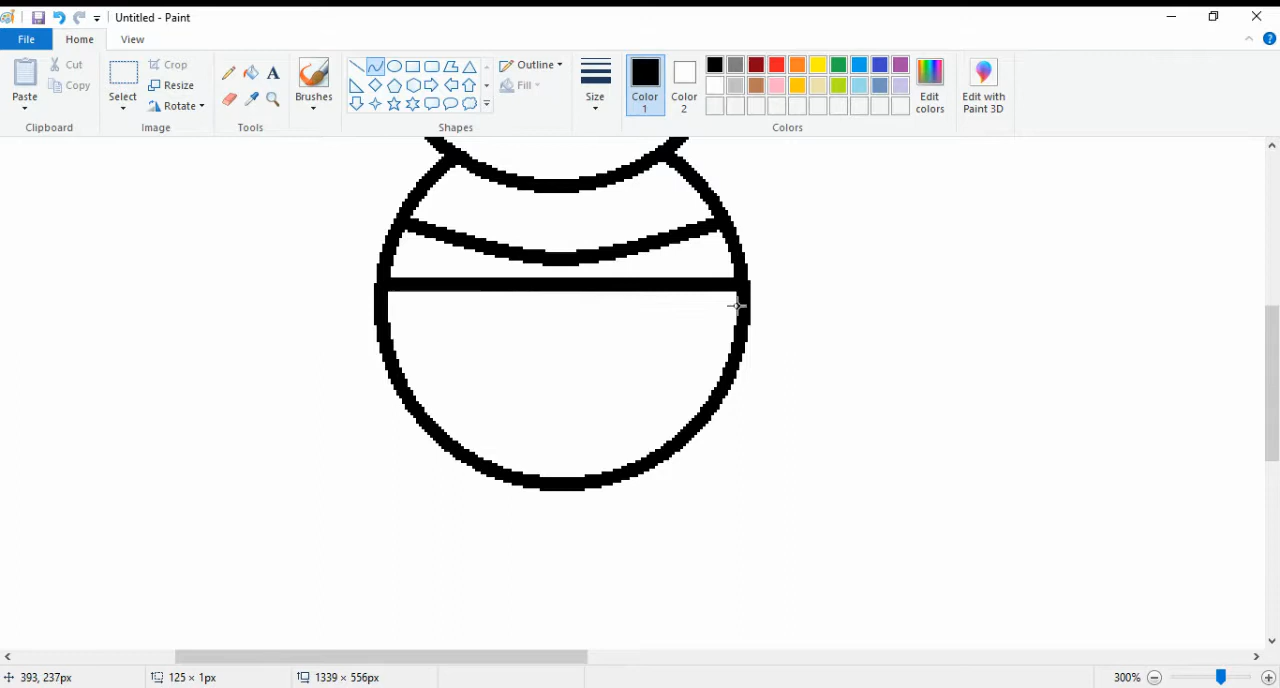 Untitled - Paint
File Home View
Paste
Cut
Copy
Clipboard
Select
Crop
Resize
Rotate
Image
A
Tools
Brushes
Outline
Fill
Shapes
Size
Color 1
Color 2
Edit colors
Colors
Edit with Paint 3D
393, 237px 125 × 1px 1339 × 556px 300%